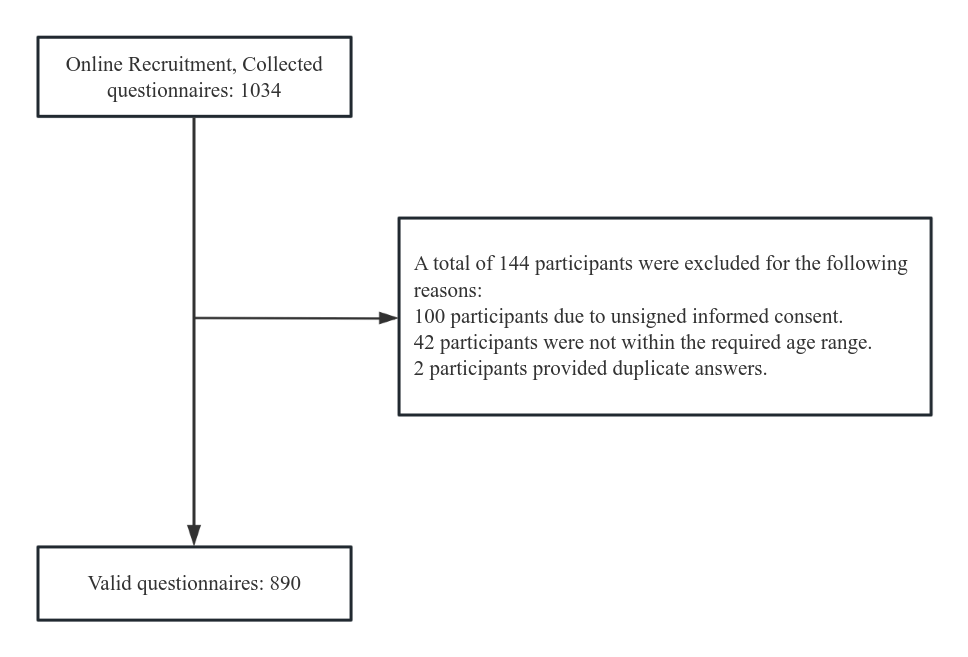 Online Recruitment, Collected
questionnaires: 1034
A total of 144 participants were excluded for the following
reasons:
100 participants due to unsigned informed consent.
42 participants were not within the required age range.
2 participants provided duplicate answers.
Valid questionnaires: 890